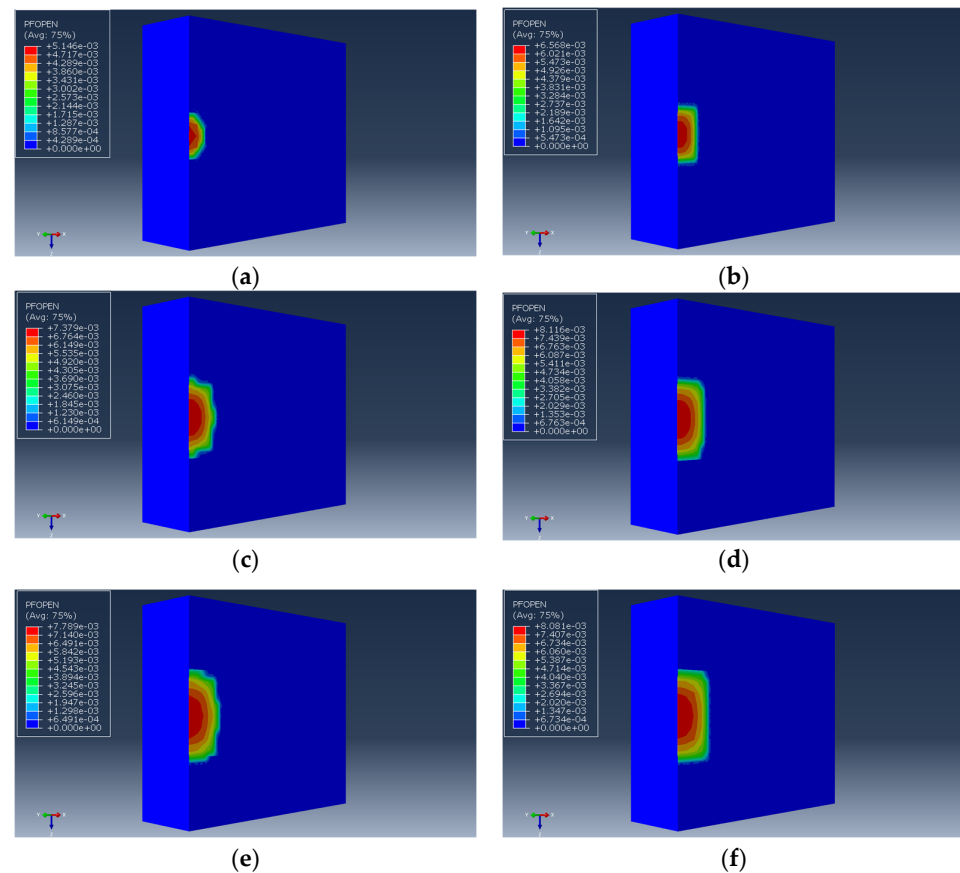 PFOPEN
(Avg: 75%)
+5.146e-03
+4.717e-03
+4.289e-03
+3.860e-03
+3.431e-03
+3.002e-03
+2.573e-03
+2.144e-03
+1.715e-03
+1.287e-03
+8.577e-04
+4.289e-04
+0.000e+00
Y X
Z
(a)
PFOPEN
(Avg: 75%)
+6.568e-03
+6.021e-03
+5.473e-03
+4.926e-03
+4.379e-03
+3.831e-03
+3.284e-03
+2.737e-03
+2.189e-03
+1.642e-03
+1.095e-03
+5.473e-04
+0.000e+00
Y X
Z
(b)
PFOPEN
(Avg: 75%)
+7.379e-03
+6.764e-03
+6.149e-03
+5.535e-03
+4.920e-03
+4.305e-03
+3.690e-03
+3.075e-03
+2.460e-03
+1.845e-03
+1.230e-03
+6.149e-04
+0.000e+00
Y X
Z
(c)
PFOPEN
(Avg: 75%)
+8.116e-03
+7.439e-03
+6.763e-03
+6.087e-03
+5.411e-03
+4.734e-03
+4.058e-03
+3.382e-03
+2.705e-03
+2.029e-03
+1.353e-03
+6.763e-04
+0.000e+00
Y X
Z
(d)
PFOPEN
(Avg: 75%)
+7.789e-03
+7.140e-03
+6.491e-03
+5.842e-03
+5.193e-03
+4.543e-03
+3.894e-03
+3.245e-03
+2.596e-03
+1.947e-03
+1.298e-03
+6.491e-04
+0.000e+00
Y X
Z
(e)
PFOPEN
(Avg: 75%)
+8.081e-03
+7.407e-03
+6.734e-03
+6.060e-03
+5.387e-03
+4.714e-03
+4.040e-03
+3.367e-03
+2.694e-03
+2.020e-03
+1.347e-03
+6.734e-04
+0.000e+00
Y X
Z
(f)